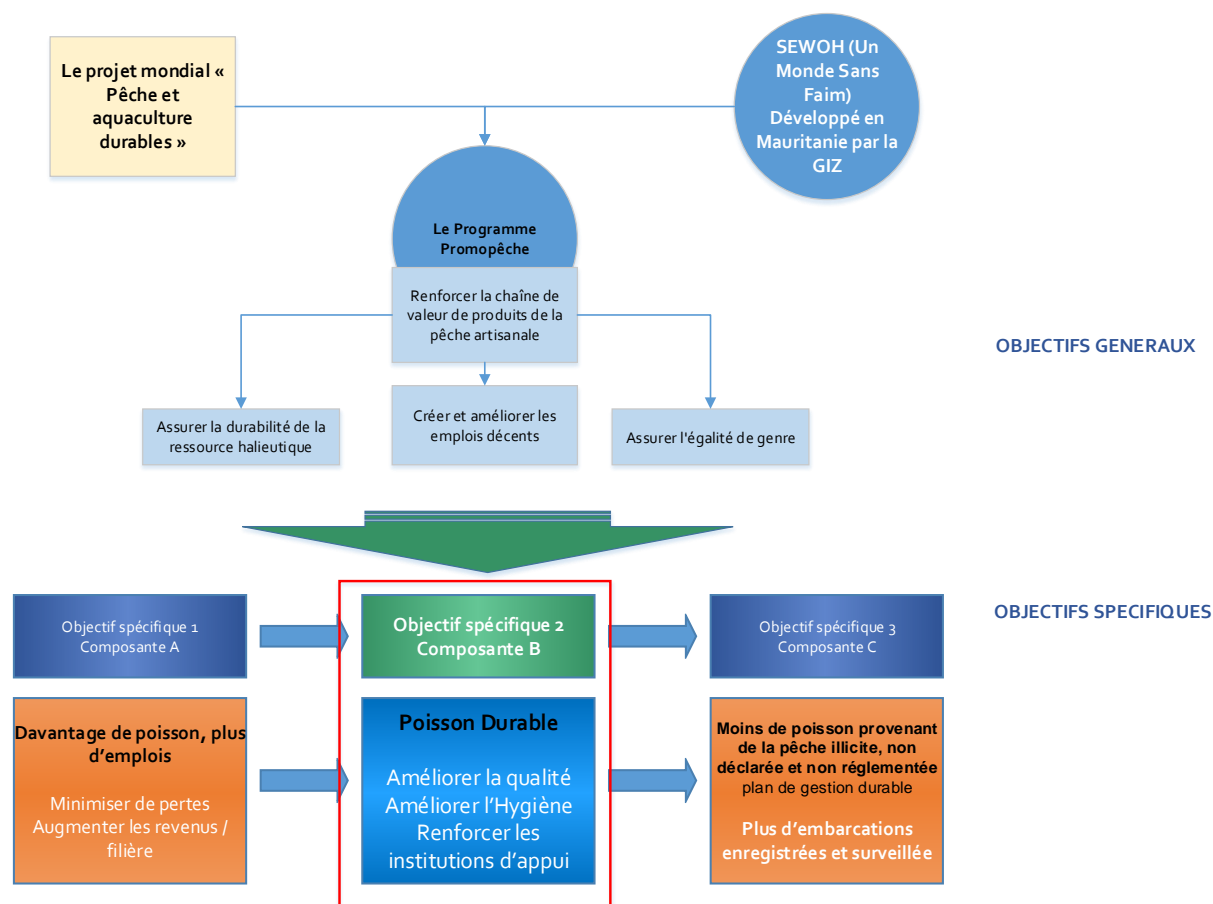 Le projet mondial «
Pêche et
aquaculture
durables »
SEWOH (Un
Monde Sans
Faim)
Développé en
Mauritanie par la
GIZ
Le Programme
Promopêche
Renforcer la chaîne de
valeur de produits de la
pêche artisanale
OBJECTIFS GENERAUX
Assurer la durabilité de la
ressource halieutique
Créer et améliorer les
emplois décents
Assurer l'égalité de genre
Objectif spécifique 1
Composante A
Objectif spécifique 2
Composante B
Objectif spécifique 3
Composante C
OBJECTIFS SPECIFIQUES
Davantage de poisson, plus
d’emplois
Minimiser de pertes
Augmenter les revenus /
filière
Poisson Durable
Améliorer la qualité
Améliorer l’Hygiène
Renforcer les
institutions d’appui
Moins de poisson provenant
de la pêche illicite, non
déclarée et non réglementée
plan de gestion durable
Plus d’embarcations
enregistrées et surveillée